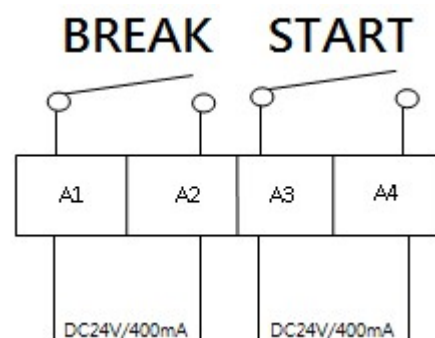 BREAK START
A1 A2 A3 A4
DC24V/400mA DC24V/400mA